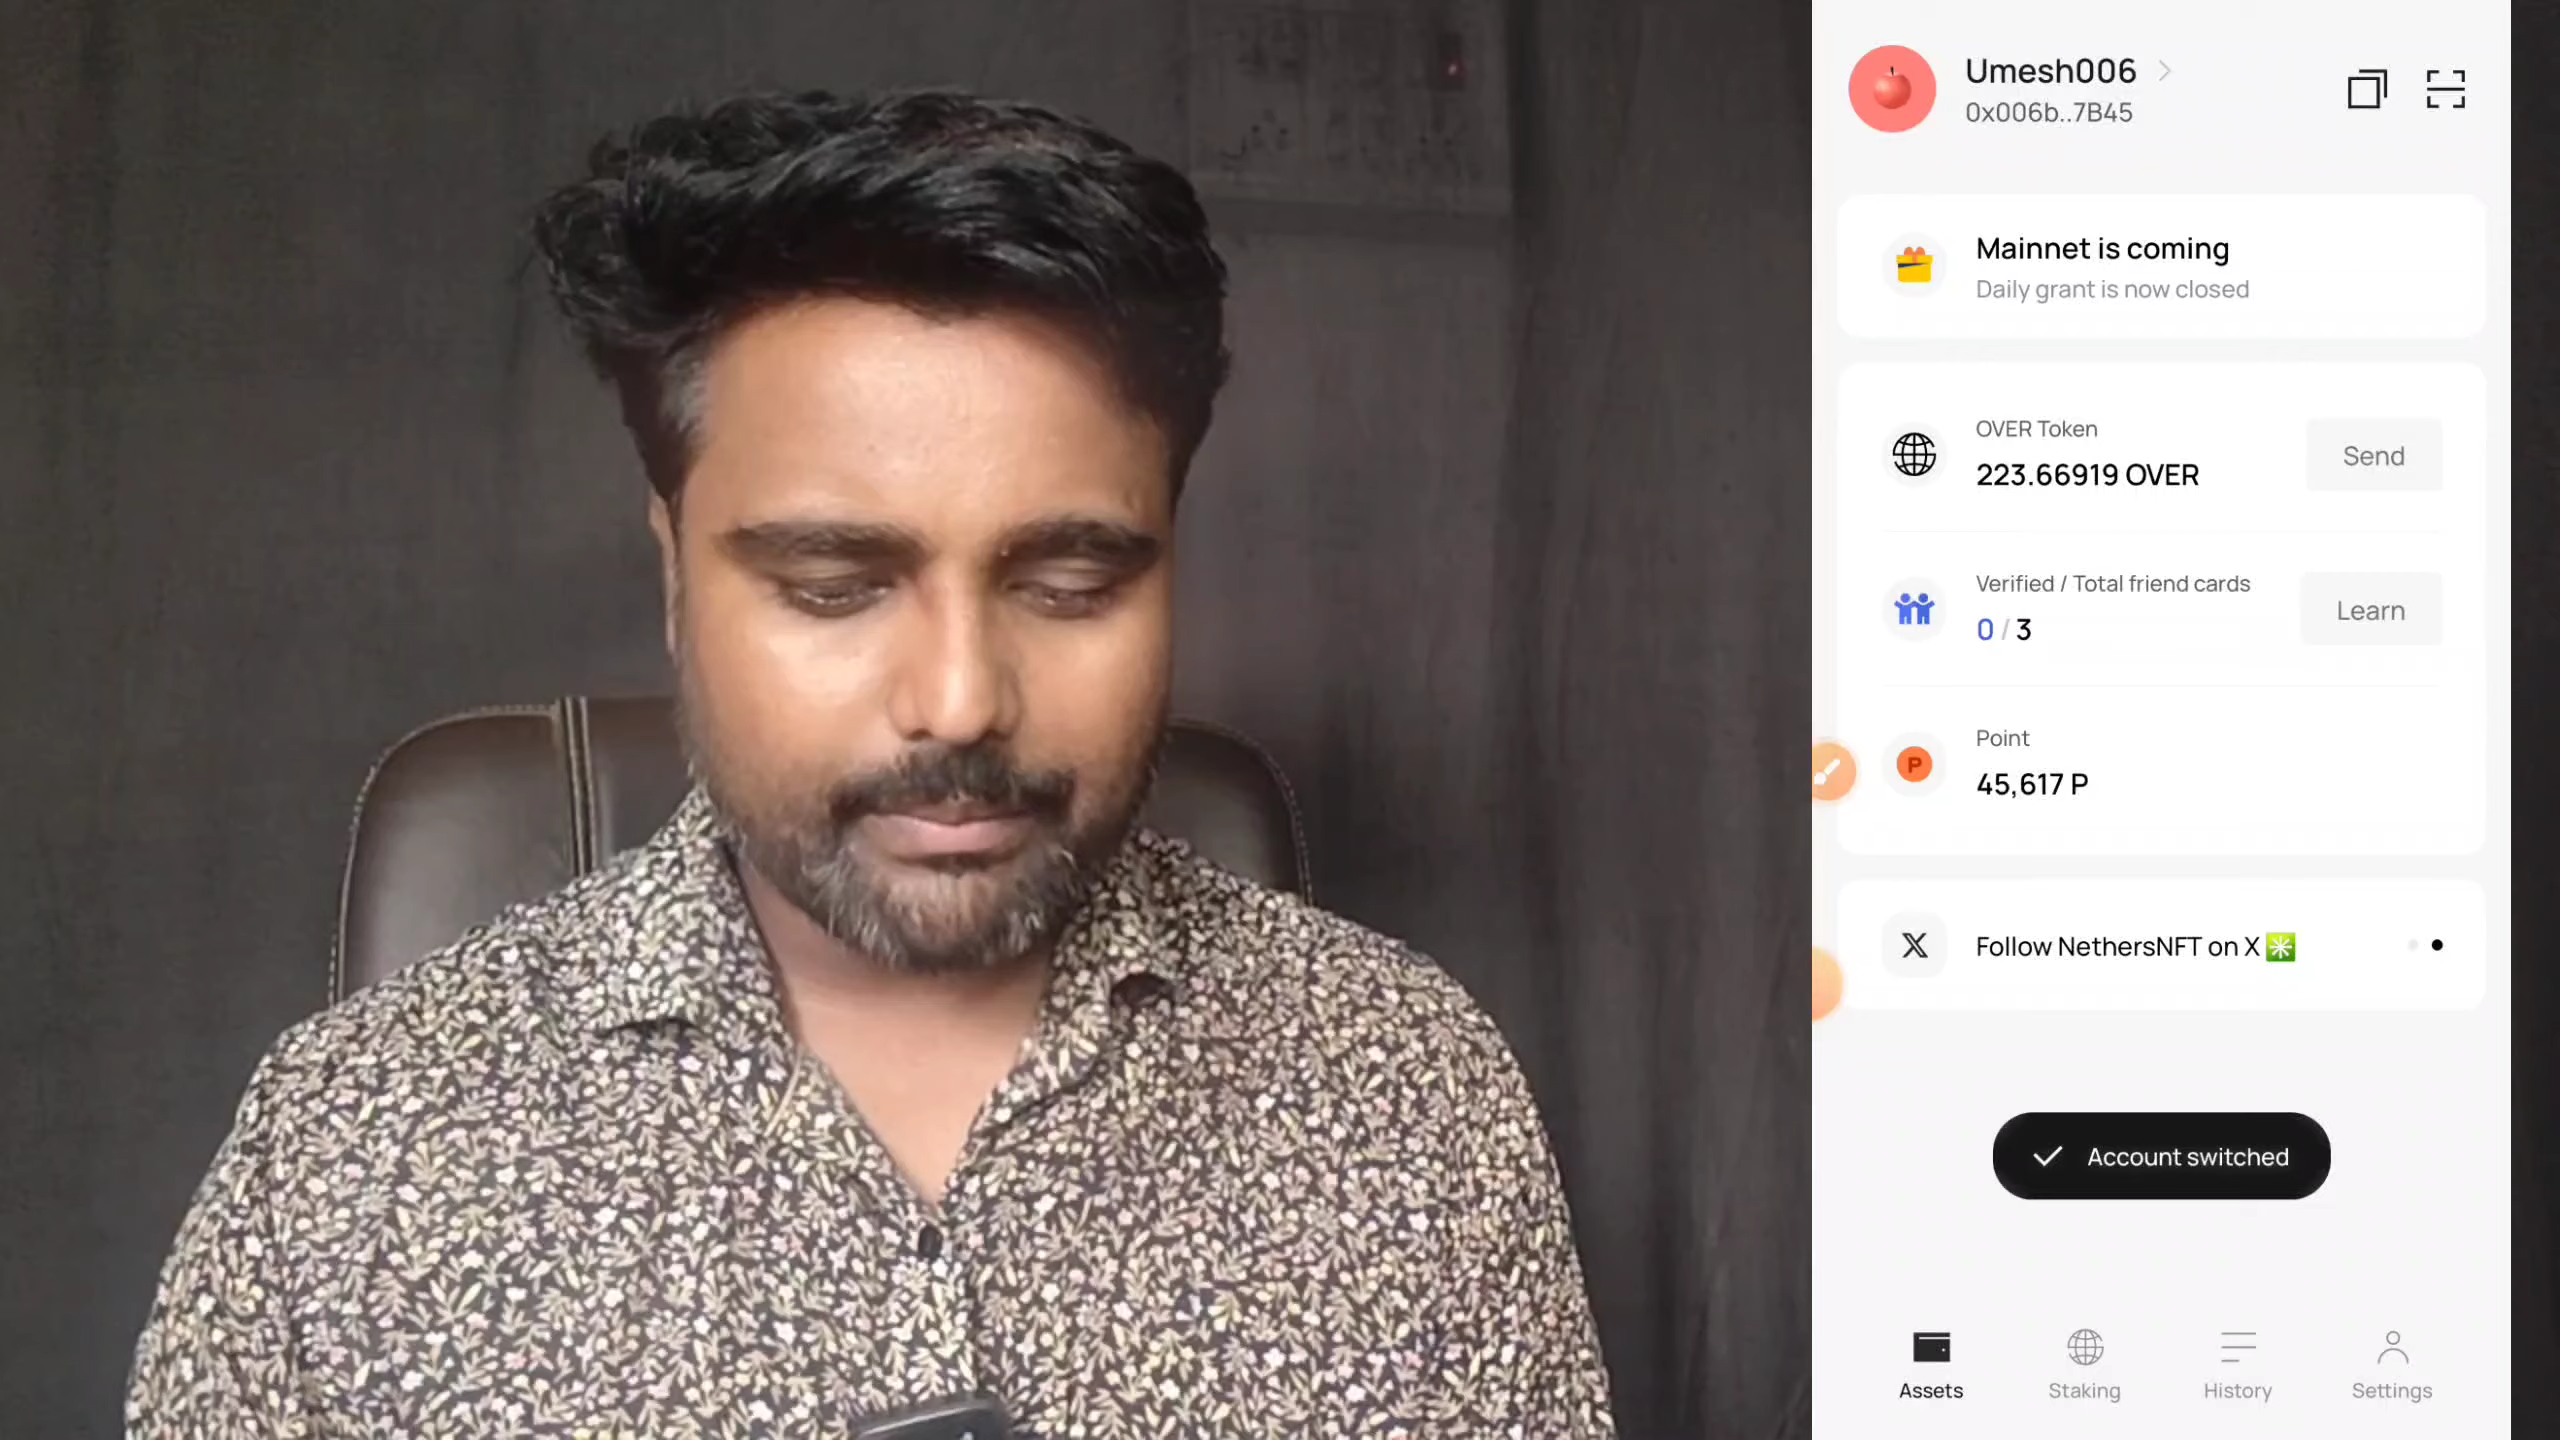 Umesh006
0x006b..7B45
Mainnet is coming
Daily grant is now closed
OVER Token
223.66919 OVER
Send
Verified / Total friend cards
0 / 3
Learn
P
Point
45,617 P
X
Follow NethersNFT on X ✳️
Account switched
Assets
Staking
History
Settings